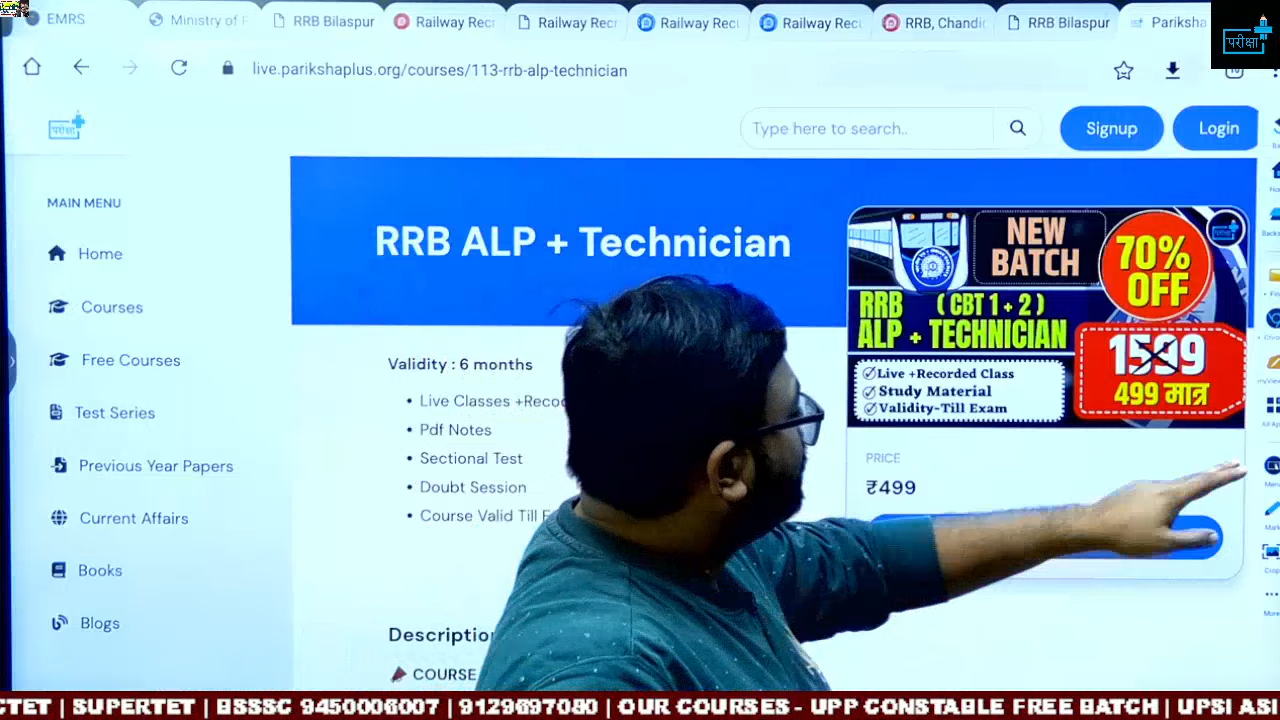 EMRS
Ministry of
RRB Bilaspur
Railway Recr
Railway Recr
Railway Rec
Railway Rec
RRB, Chandi
RRB Bilaspur
Pariksha
परीक्षा
live.parikshaplus.org/courses/113-rrb-alp-technician
परीक्षा
Type here to search..
Signup
Login
MAIN MENU
Home
Courses
Free Courses
Test Series
Previous Year Papers
Current Affairs
Books
Blogs
RRB ALP + Technician
Validity : 6 months
• Live Classes +Reco
• Pdf Notes
• Sectional Test
• Doubt Session
• Course Valid Till
Description
COURSE
NEW
BATCH
70%
OFF
RRB ( CBT 1 + 2 )
ALP + TECHNICIAN
1599
499 मात्र
Live +Recorded Class
Study Material
Validity-Till Exam
PRICE
₹499
CTET | SUPERTET | BSSSC 9450006007 | 9129697080 | OUR COURSES - UPP CONSTABLE FREE BATCH | UPSI ASI